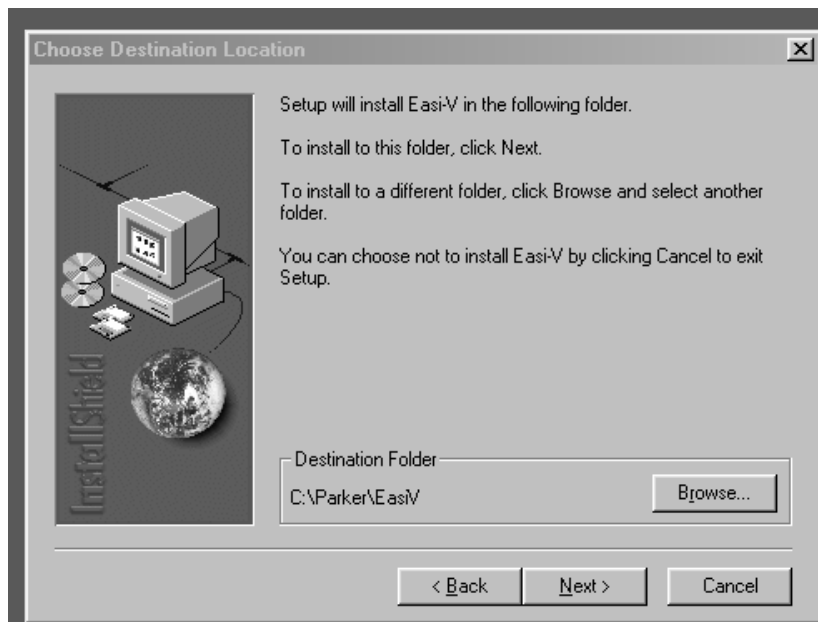 Choose Destination Location
Setup will install Easi-V in the following folder.
To install to this folder, click Next.
To install to a different folder, click Browse and select another
folder.
You can choose not to install Easi-V by clicking Cancel to exit
Setup.
InstallShield
Destination Folder
C:\Parker\EasiV
Browse...
< Back
Next >
Cancel